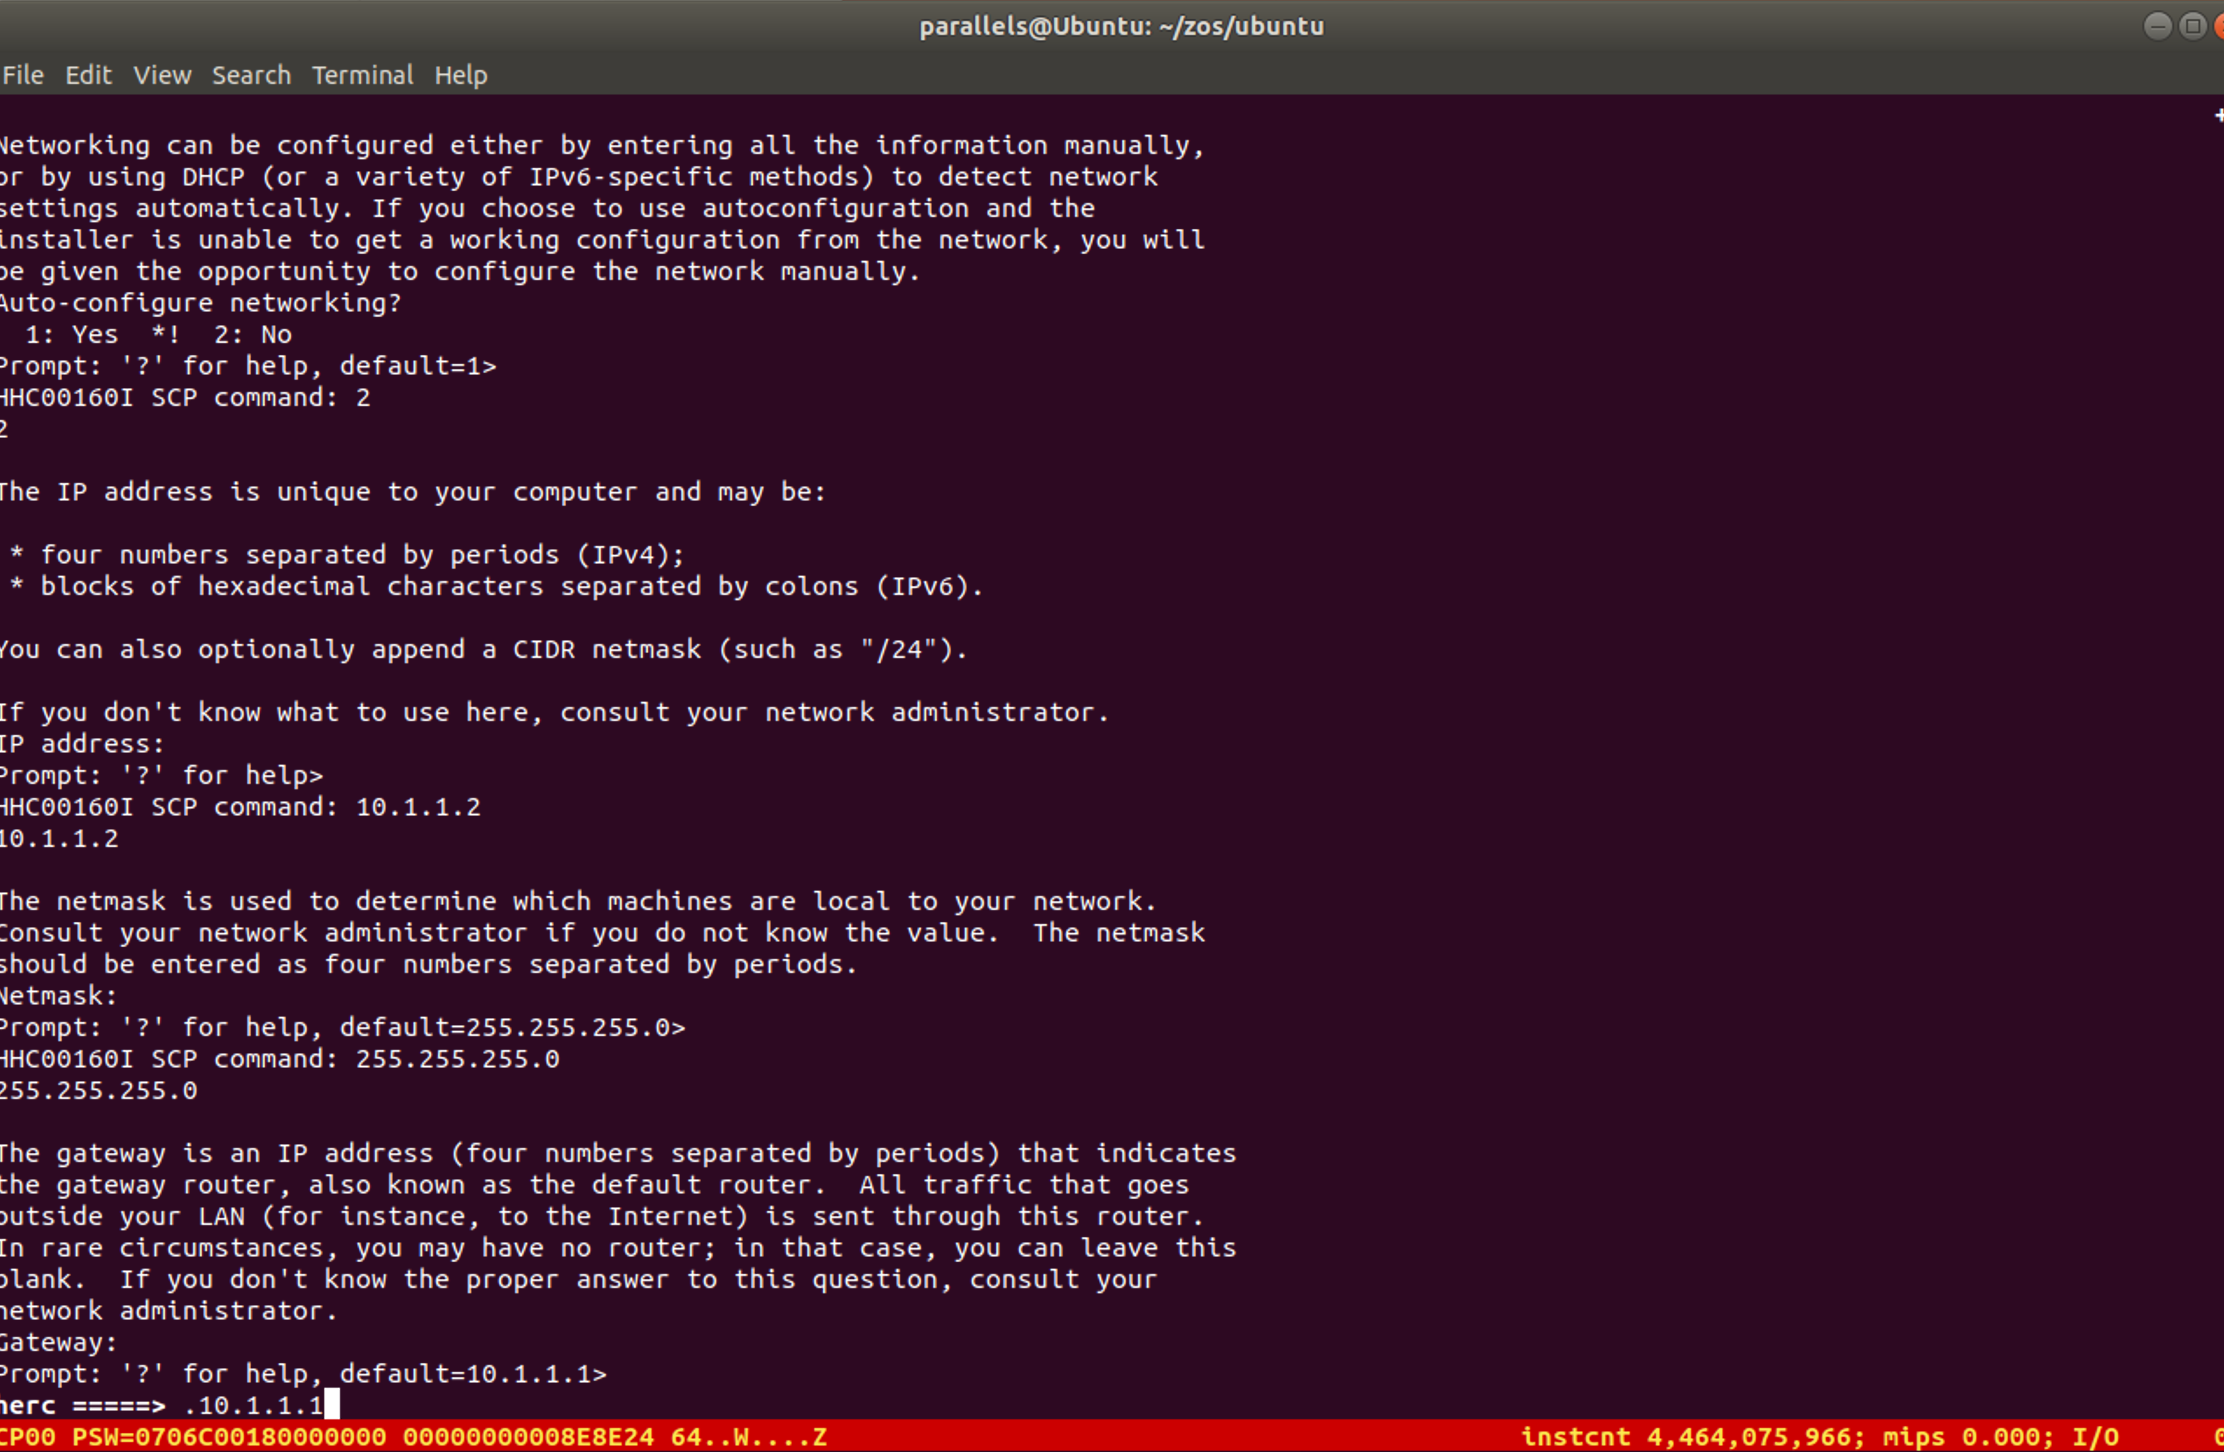 parallels@Ubuntu: ~/zos/ubuntu
File Edit View Search Terminal Help
+
Networking can be configured either by entering all the information manually,
or by using DHCP (or a variety of IPv6-specific methods) to detect network
settings automatically. If you choose to use autoconfiguration and the
installer is unable to get a working configuration from the network, you will
be given the opportunity to configure the network manually.
Auto-configure networking?
  1: Yes  *!  2: No
Prompt: '?' for help, default=1>
HHC00160I SCP command: 2
2
The IP address is unique to your computer and may be:
 * four numbers separated by periods (IPv4);
 * blocks of hexadecimal characters separated by colons (IPv6).
You can also optionally append a CIDR netmask (such as "/24").
If you don't know what to use here, consult your network administrator.
IP address:
Prompt: '?' for help>
HHC00160I SCP command: 10.1.1.2
10.1.1.2
The netmask is used to determine which machines are local to your network.
Consult your network administrator if you do not know the value.  The netmask
should be entered as four numbers separated by periods.
Netmask:
Prompt: '?' for help, default=255.255.255.0>
HHC00160I SCP command: 255.255.255.0
255.255.255.0
The gateway is an IP address (four numbers separated by periods) that indicates
the gateway router, also known as the default router.  All traffic that goes
outside your LAN (for instance, to the Internet) is sent through this router.
In rare circumstances, you may have no router; in that case, you can leave this
blank.  If you don't know the proper answer to this question, consult your
network administrator.
Gateway:
Prompt: '?' for help, default=10.1.1.1>
herc =====> .10.1.1.1
CP00 PSW=0706C00180000000 00000000008E8E24 64..W....Z instcnt 4,464,075,966; mips 0.000; I/O 0